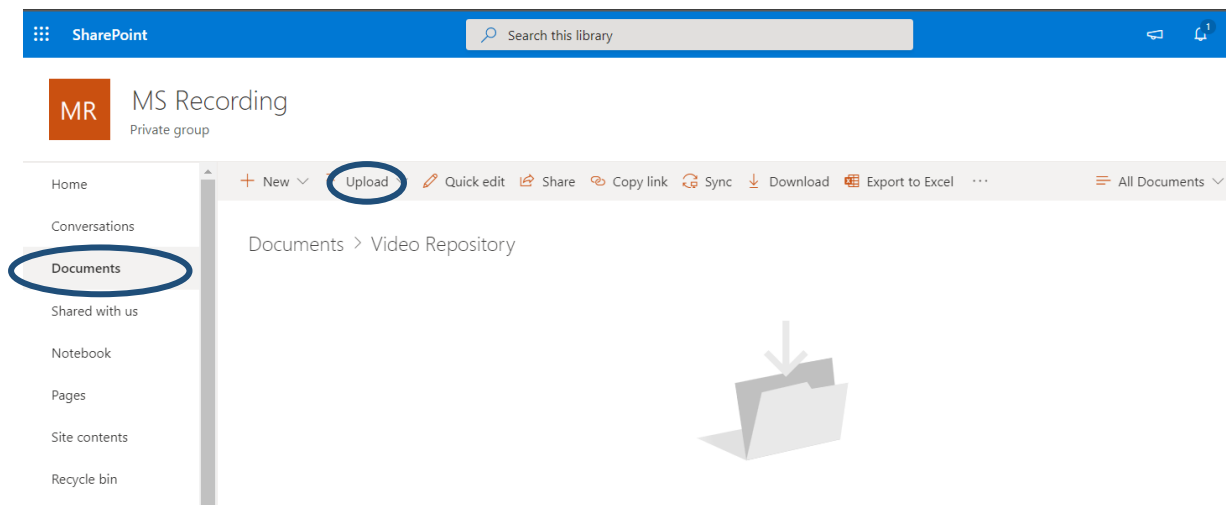 SharePoint
Search this library
1
MR
MS Recording
Private group
Home
Conversations
Documents
Shared with us
Notebook
Pages
Site contents
Recycle bin
New Upload Quick edit Share Copy link Sync Download Export to Excel ··· All Documents
Documents > Video Repository